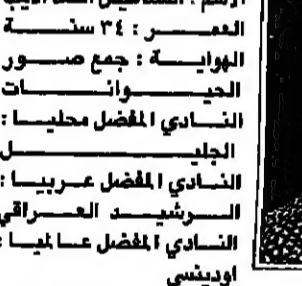 العمر : ٣٤ سنة
الهواية : جمع صور
الحيوانات
النادي المفضل محليا :
الجليل
النادي المفضل عربيا :
الرشيد العراقي
النادي المفضل عالميا :
اودينسي